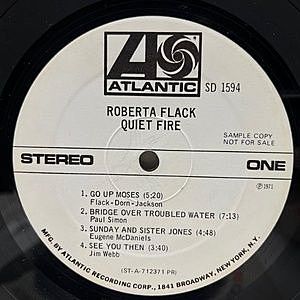 ATLANTIC SD 1594
ROBERTA FLACK
QUIET FIRE
SAMPLE COPY
NOT FOR SALE
STEREO ONE
℗1971
1. GO UP MOSES (5:20)
Flack-Dorn-Jackson
2. BRIDGE OVER TROUBLED WATER (7:13)
Paul Simon
3. SUNDAY AND SISTER JONES (4:48)
Eugene McDaniels
4. SEE YOU THEN (3:40)
Jim Webb
(ST-A-712371 PR)
MFG. BY ATLANTIC RECORDING CORP., 1841 BROADWAY, NEW YORK, N.Y.